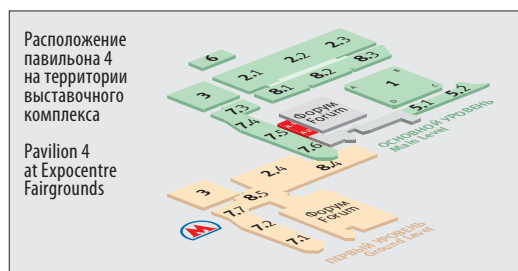 Расположение
павильона 4
на территории
выставочного
комплекса
Pavilion 4
at Expocentre
Fairgrounds
6
2.1
2.2
2.3
3
8.1
8.2
8.3
1
A
B
C
D
7.3
7.4
7.5
7.6
Форум
Forum
5.1
5.2
ОСНОВНОЙ УРОВЕНЬ
Main Level
3
2.4
8.4
8.5
7.7
7.2
7.1
Форум
Forum
ПЕРВЫЙ УРОВЕНЬ
Ground Level
М